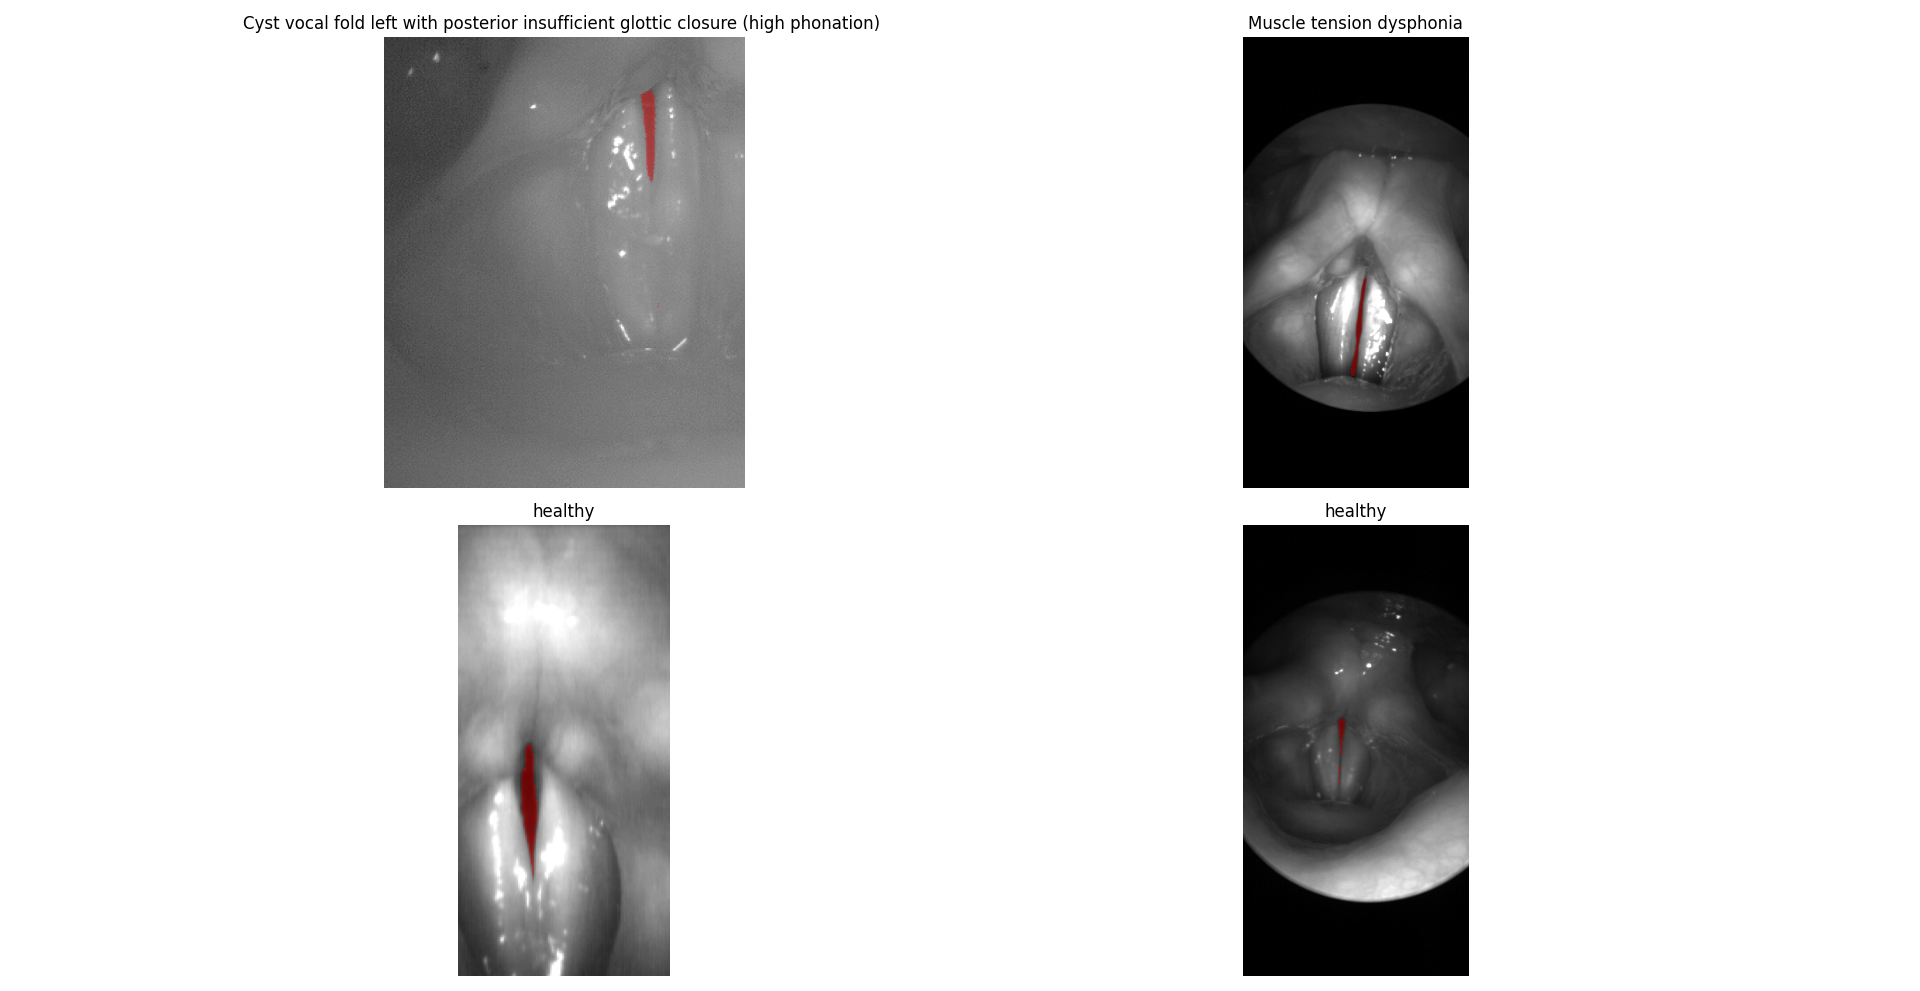 Cyst vocal fold left with posterior insufficient glottic closure (high phonation)
Muscle tension dysphonia
healthy
healthy